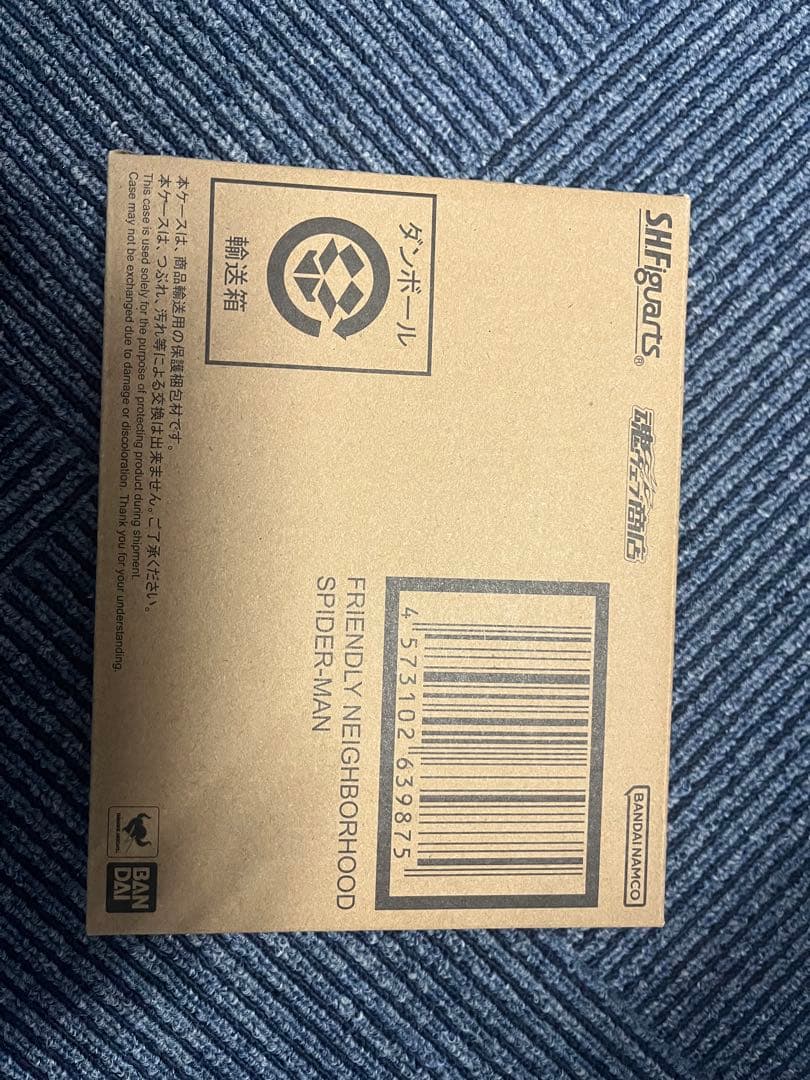 S.H.Figuarts®
魂ウェブ商店
BANDAI NAMCO
ダンボール
輸送箱
4 573102 639875
FRIENDLY NEIGHBORHOOD
SPIDER-MAN
本ケースは、商品輸送用の保護梱包材です。
本ケースは、つぶれ、汚れ等による交換は出来ません。ご了承ください。
This case is used solely for the purpose of protecting product during shipment.
Case may not be exchanged due to damage or discoloration. Thank you for your understanding.
BAN
DAI